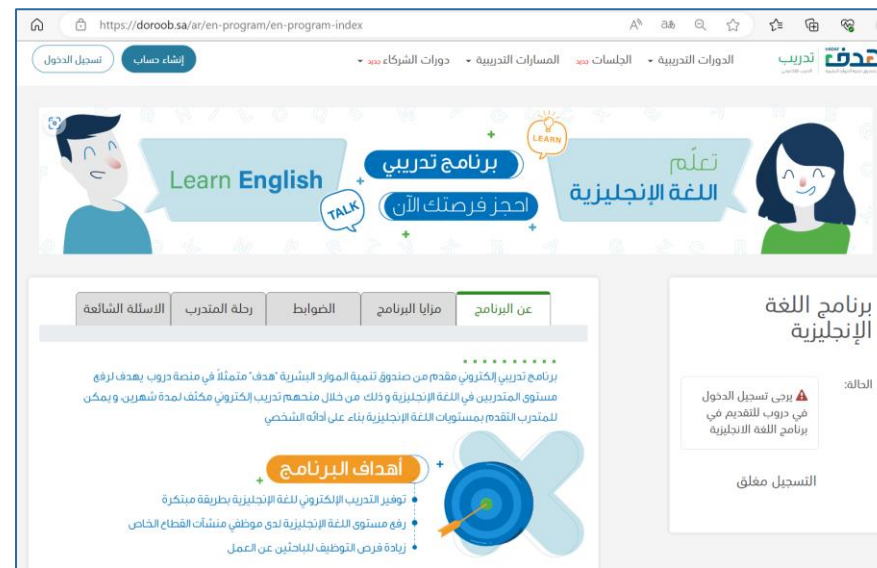 https://doroob.sa/ar/en-program/en-program-index
هدف تدريب
الدورات التدريبية
الجلسات جديد
المسارات التدريبية
دورات الشركاء جديد
إنشاء حساب
تسجيل الدخول
تعلّم
اللغة الإنجليزية
LEARN
برنامج تدريبي
احجز فرصتك الآن
TALK
Learn English
برنامج اللغة
الإنجليزية
الحالة:
يرجى تسجيل الدخول
في دروب للتقديم في
برنامج اللغة الانجليزية
التسجيل مغلق
عن البرنامج
مزايا البرنامج
الضوابط
رحلة المتدرب
الاسئلة الشائعة
برنامج تدريبي إلكتروني مقدم من صندوق تنمية الموارد البشرية "هدف" متمثلاً في منصة دروب يهدف لرفع
مستوى المتدربين في اللغة الإنجليزية و ذلك من خلال منحهم تدريب إلكتروني مكثف لمدة شهرين، و يمكن
للمتدرب التقدم بمستويات اللغة الإنجليزية بناء على أدائه الشخصي
أهداف البرنامج
توفير التدريب الإلكتروني للغة الإنجليزية بطريقة مبتكرة
رفع مستوى اللغة الإنجليزية لدى موظفي منشآت القطاع الخاص
زيادة فرص التوظيف للباحثين عن العمل